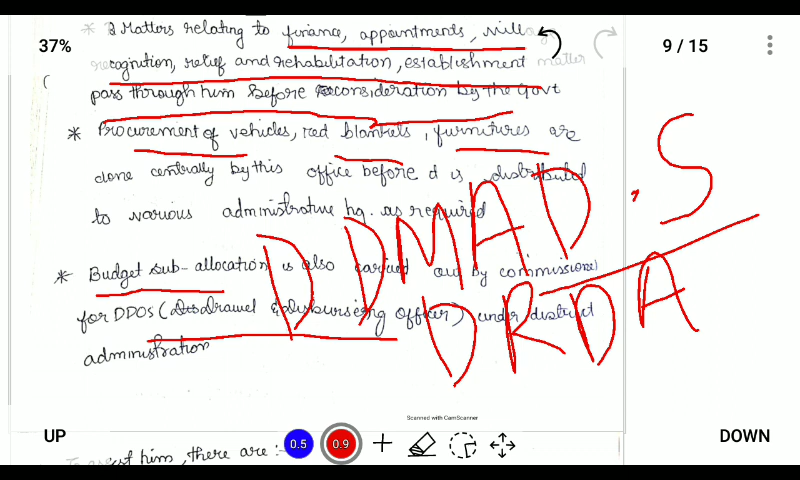 * Matters relating to finance, appointments, village
37%
9 / 15
recognition, relief and rehabilitation, establishment matter
pass through him before consideration by the Govt
* Procurement of vehicles, red blankets, furnitures are
done centrally by this office before d is distributed
to various administrative hq. as required
D DMAD . S
* Budget sub-allocation is also carried out by commissioner
DRDA
for DDOs ( & disbursing officer) under district
administration
Scanned with CamScanner
UP
DOWN
0.5
0.9
To assist him, there are :-